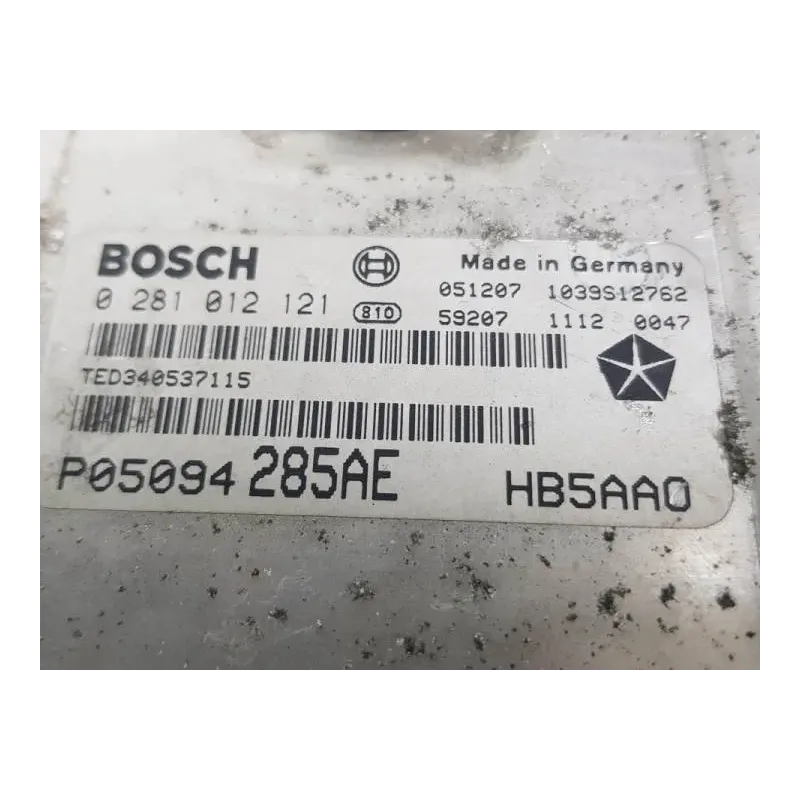 BOSCH Made in Germany
0 281 012 121 810 051207 1039S12762
59207 1112 0047
TED340537115
P05094 285AE HB5AA0